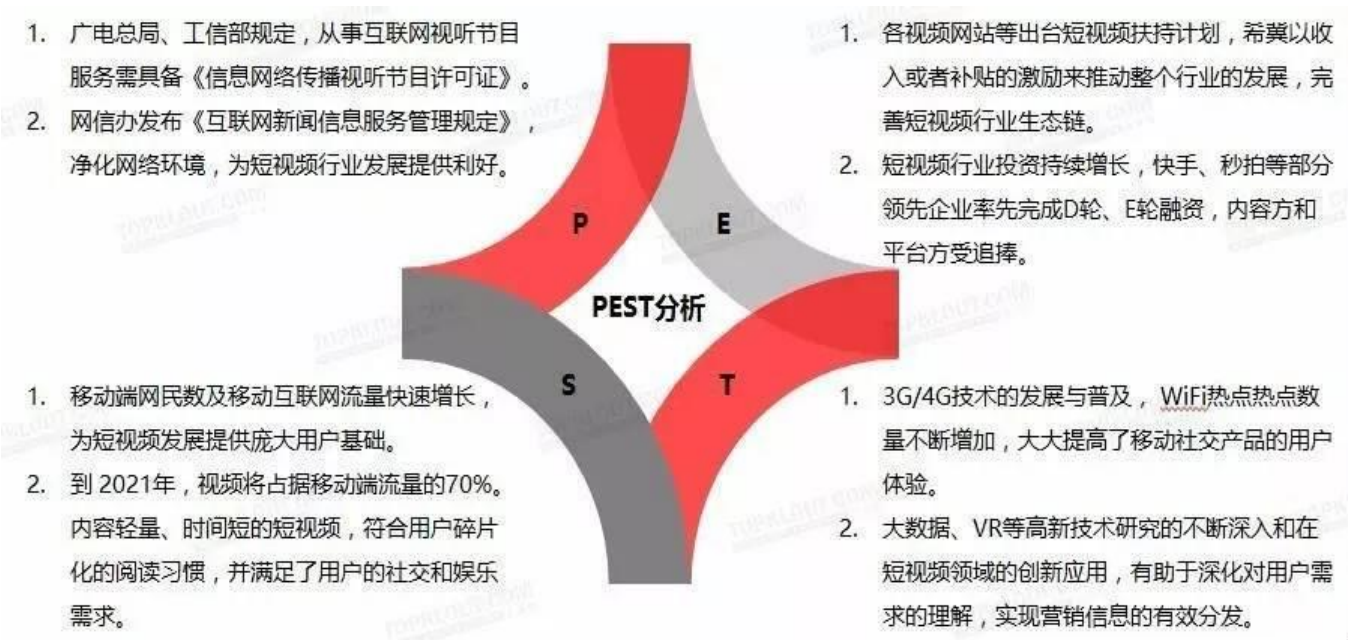 1. 广电总局、工信部规定，从事互联网视听节目
服务需具备《信息网络传播视听节目许可证》。
2. 网信办发布《互联网新闻信息服务管理规定》，
净化网络环境，为短视频行业发展提供利好。
1. 各视频网站等出台短视频扶持计划，希冀以收
入或者补贴的激励来推动整个行业的发展，完
善短视频行业生态链。
2. 短视频行业投资持续增长，快手、秒拍等部分
领先企业率先完成D轮、E轮融资，内容方和
平台方受追捧。
P
E
PEST分析
S
T
1. 移动端网民数及移动互联网流量快速增长，
为短视频发展提供庞大用户基础。
2. 到 2021年，视频将占据移动端流量的70%。
内容轻量、时间短的短视频，符合用户碎片
化的阅读习惯，并满足了用户的社交和娱乐
需求。
1. 3G/4G技术的发展与普及， WiFi热点热点数
量不断增加，大大提高了移动社交产品的用户
体验。
2. 大数据、VR等高新技术研究的不断深入和在
短视频领域的创新应用，有助于深化对用户需
求的理解，实现营销信息的有效分发。